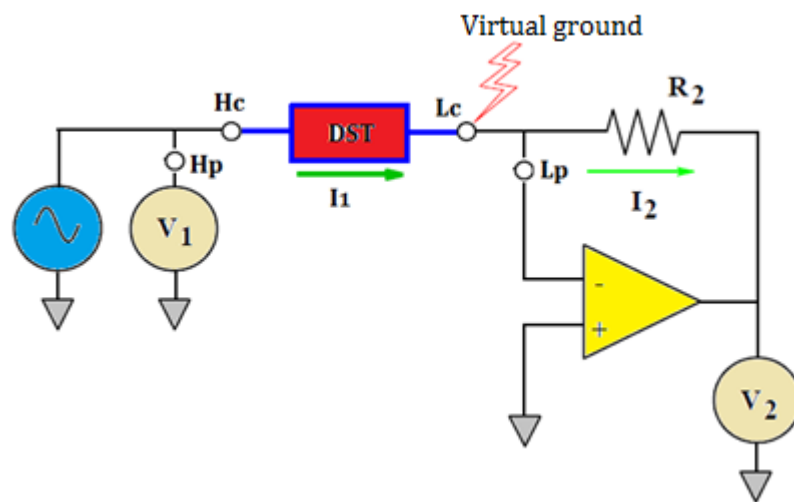 Virtual ground
Hc
DST
Lc
R2
Hp
I1
Lp
I2
V1
-
+
V2